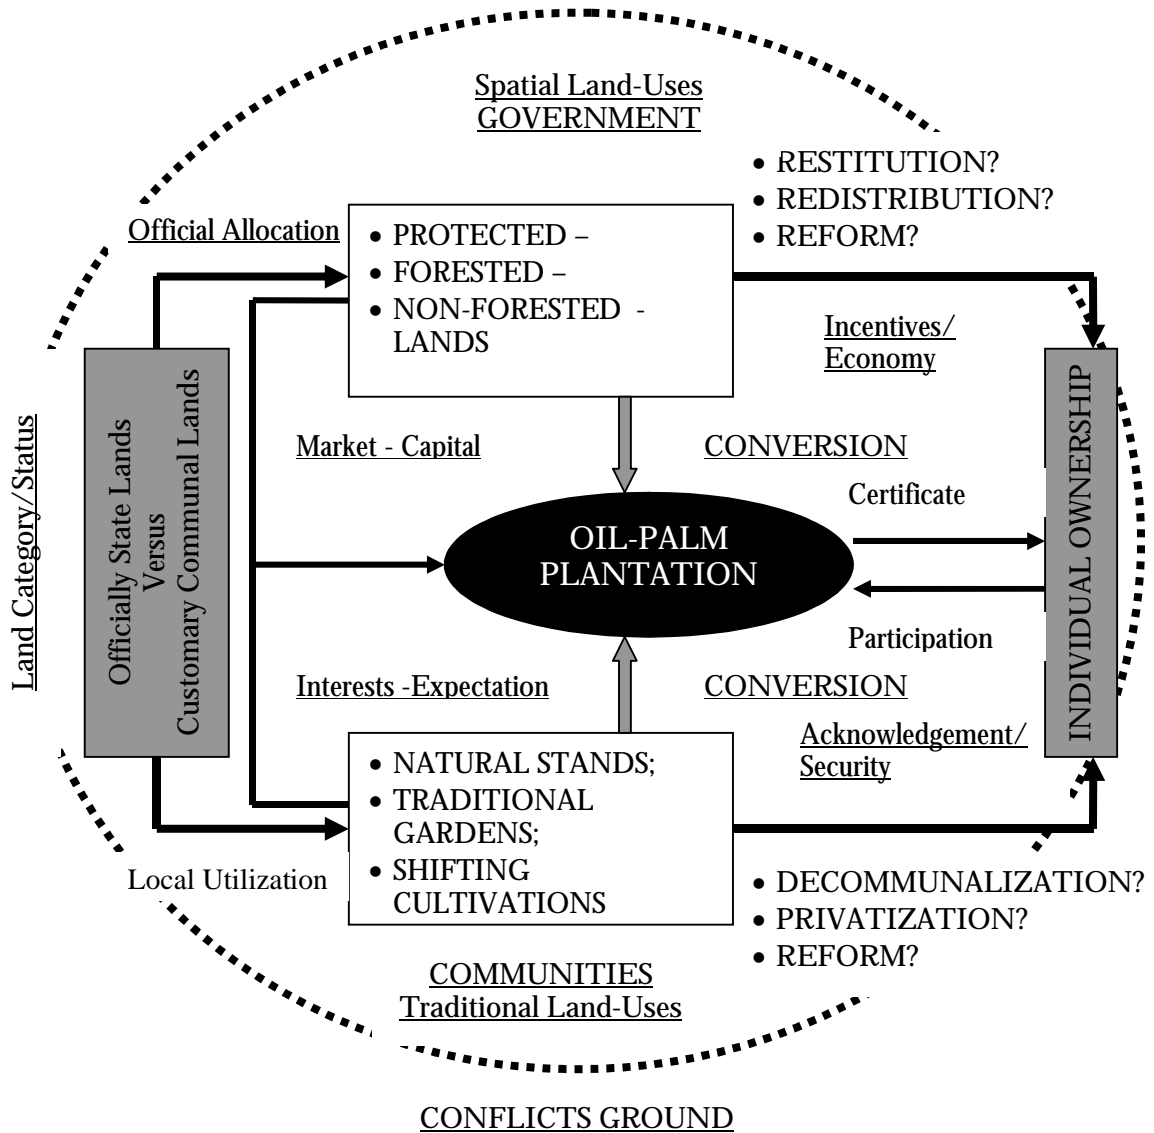 Spatial Land-Uses
GOVERNMENT
• RESTITUTION?
• REDISTRIBUTION?
• REFORM?
Official Allocation
• PROTECTED –
• FORESTED –
• NON-FORESTED -
LANDS
Incentives/
Economy
Land Category/Status
Officially State Lands
Versus
Customary Communal Lands
Market - Capital
CONVERSION
Certificate
OIL-PALM
PLANTATION
INDIVIDUAL OWNERSHIP
Participation
Interests -Expectation
CONVERSION
Acknowledgement/
Security
• NATURAL STANDS;
• TRADITIONAL
GARDENS;
• SHIFTING
CULTIVATIONS
Local Utilization
• DECOMMUNALIZATION?
• PRIVATIZATION?
• REFORM?
COMMUNITIES
Traditional Land-Uses
CONFLICTS GROUND